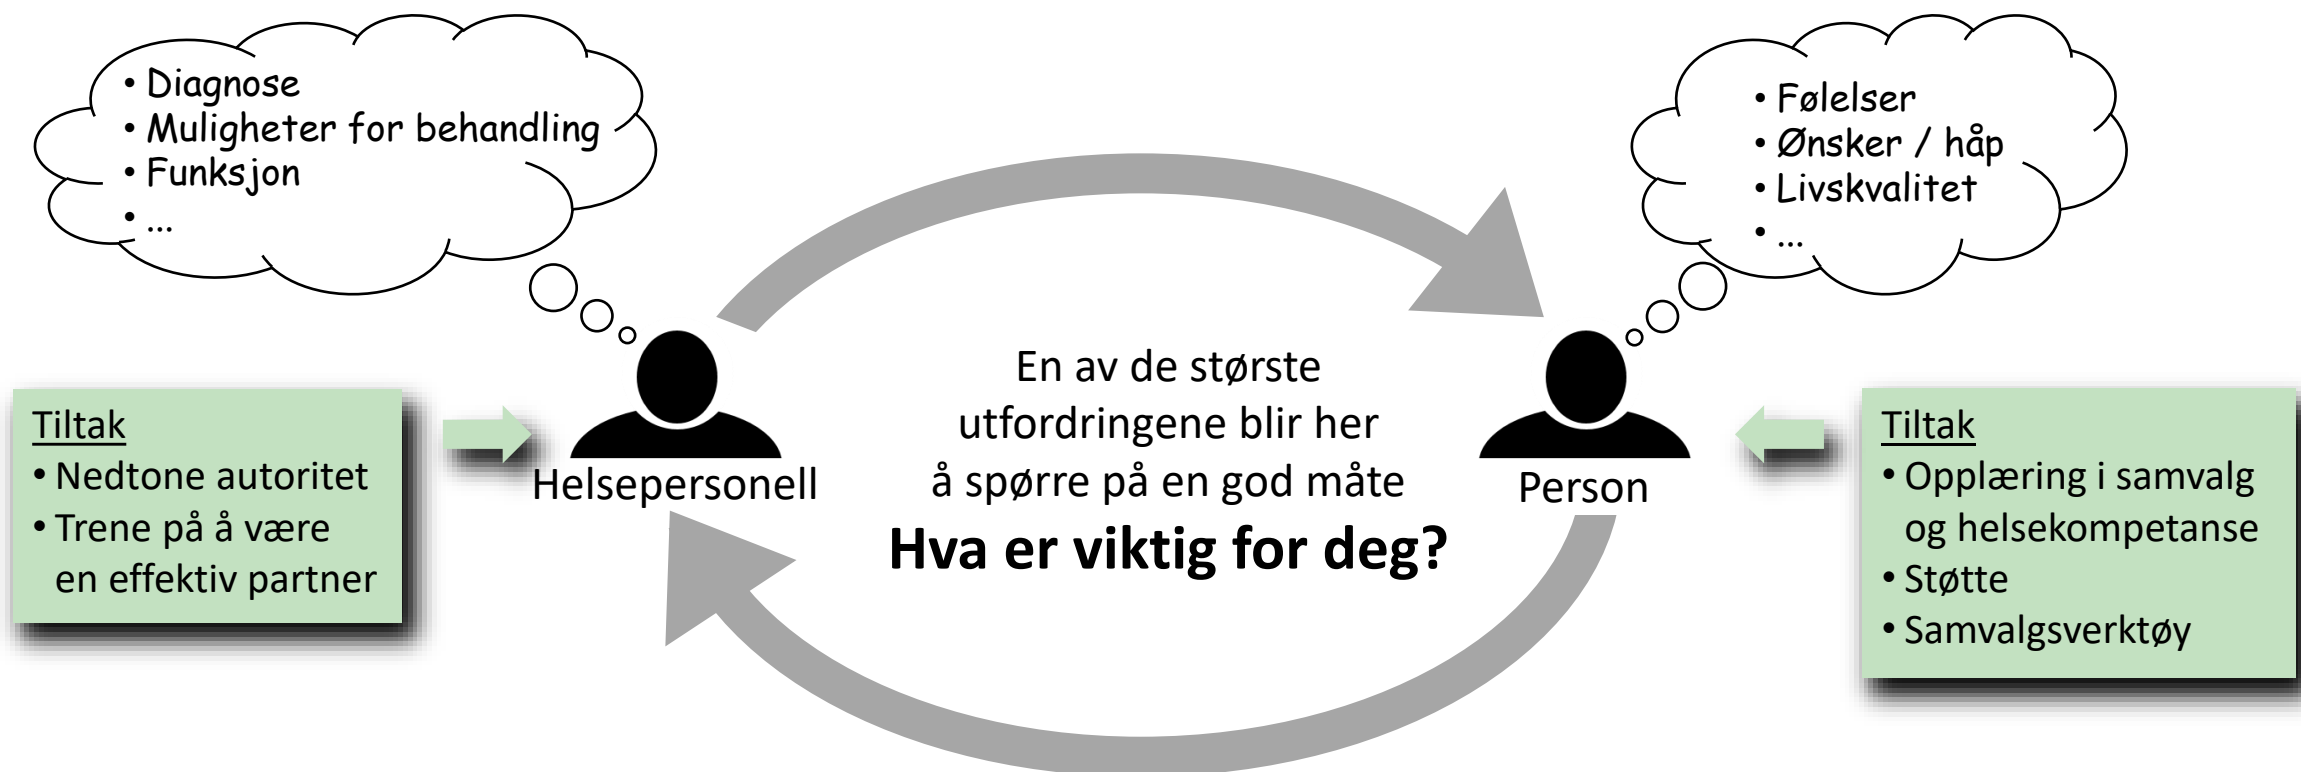 • Diagnose
• Muligheter for behandling
• Funksjon
• ...
• Følelser
• Ønsker / håp
• Livskvalitet
• ...
Tiltak
• Nedtone autoritet
• Trene på å være
en effektiv partner
Helsepersonell
En av de største
utfordringene blir her
å spørre på en god måte
Hva er viktig for deg?
Person
Tiltak
• Opplæring i samvalg
og helsekompetanse
• Støtte
• Samvalgsverktøy